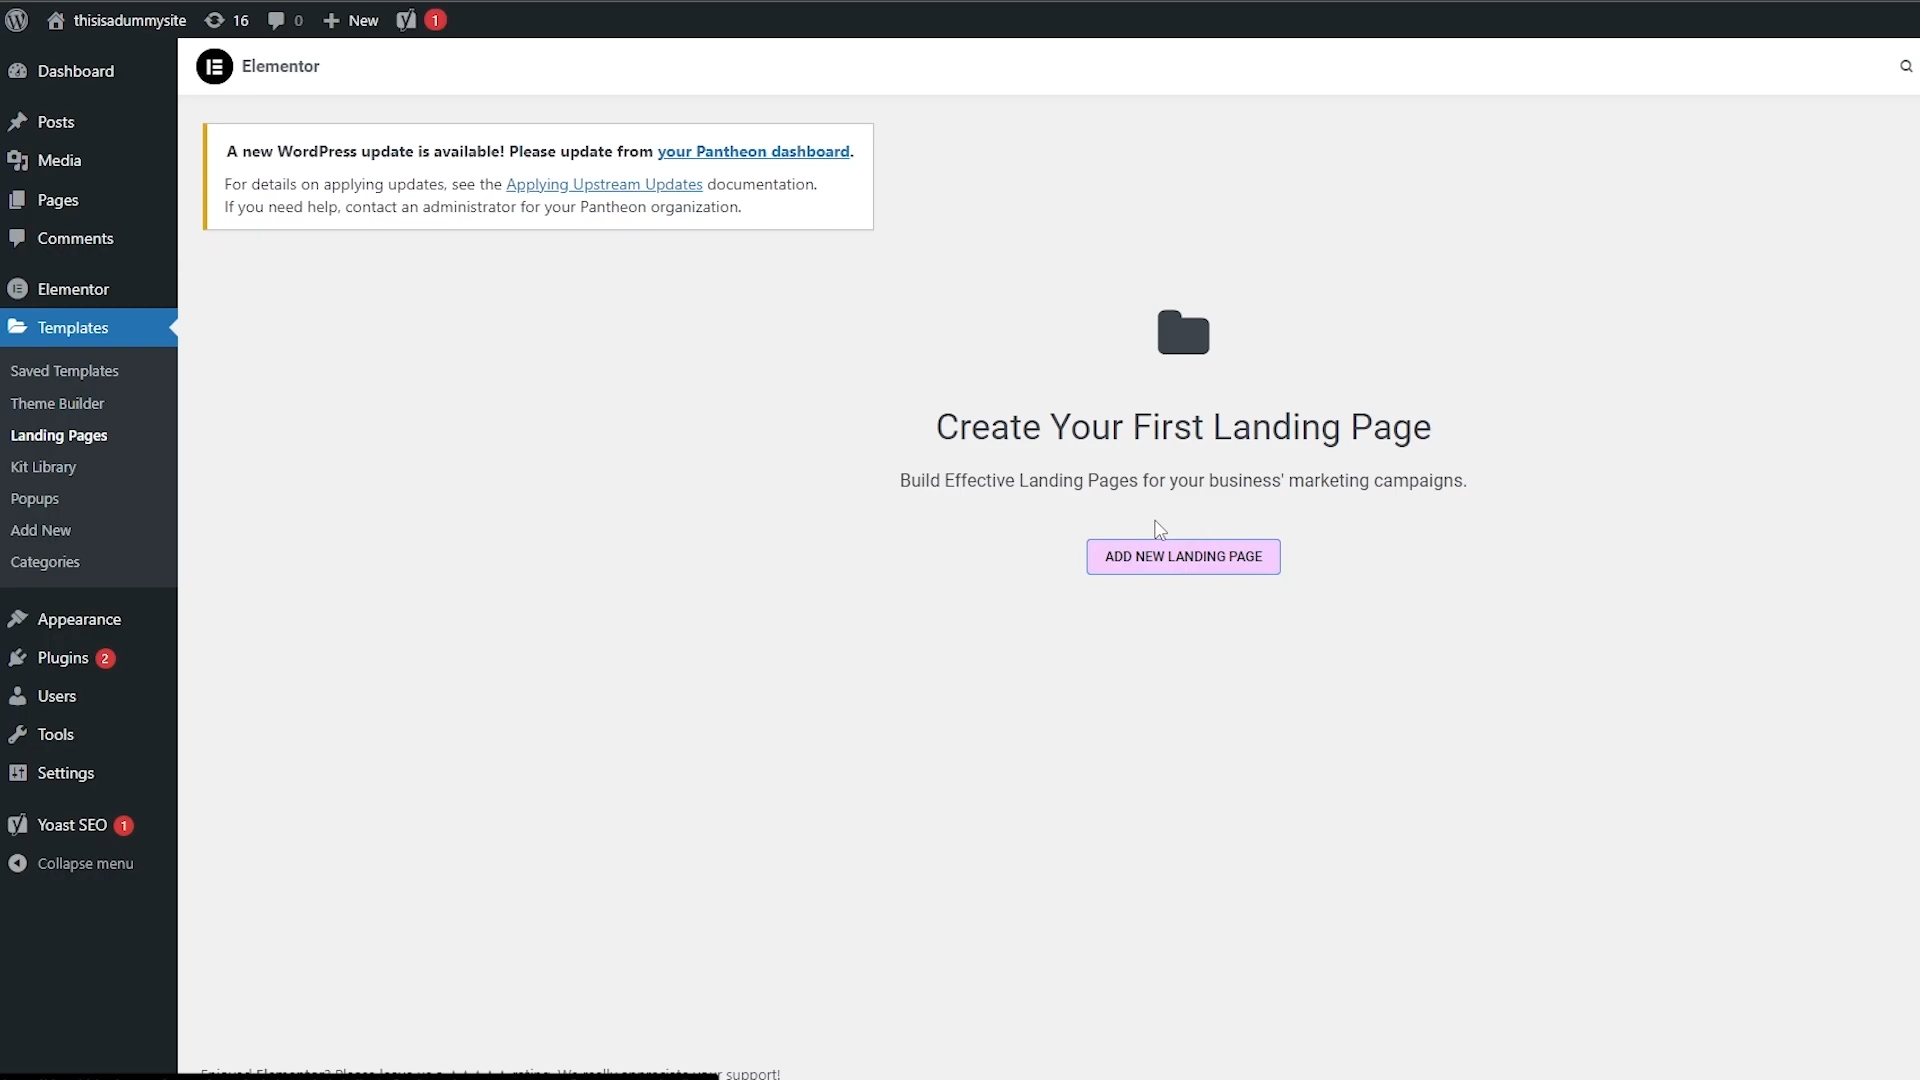 thisisadummysite 16 0 New 1
Dashboard
Posts
Media
Pages
Comments
Elementor
Templates
Saved Templates
Theme Builder
Landing Pages
Kit Library
Popups
Add New
Categories
Appearance
Plugins 2
Users
Tools
Settings
Yoast SEO 1
Collapse menu
Elementor
A new WordPress update is available! Please update from your Pantheon dashboard.
For details on applying updates, see the Applying Upstream Updates documentation.
If you need help, contact an administrator for your Pantheon organization.
Create Your First Landing Page
Build Effective Landing Pages for your business' marketing campaigns.
ADD NEW LANDING PAGE
support!